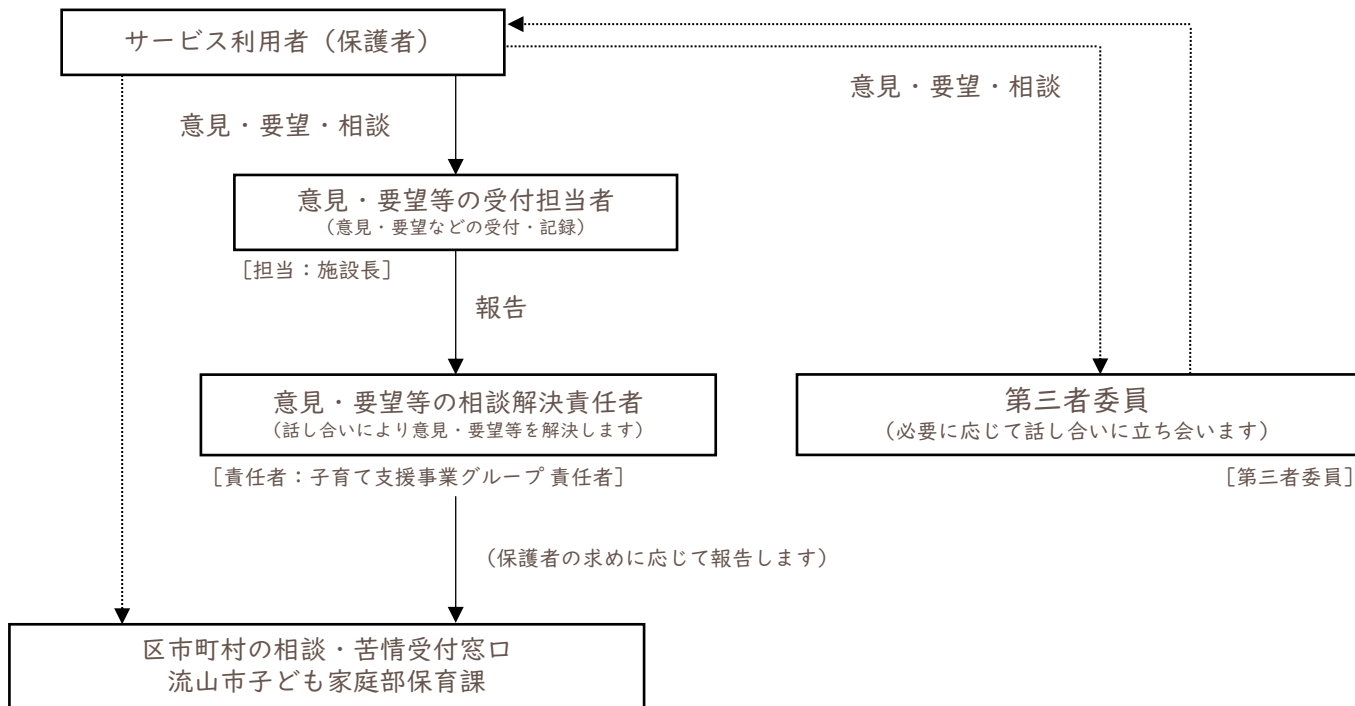 サービス利用者（保護者）
意見・要望・相談
意見・要望・相談
意見・要望等の受付担当者
（意見・要望などの受付・記録）
［担当：施設長］
報告
意見・要望等の相談解決責任者
（話し合いにより意見・要望等を解決します）
［責任者：子育て支援事業グループ 責任者］
第三者委員
（必要に応じて話し合いに立ち会います）
［第三者委員］
（保護者の求めに応じて報告します）
区市町村の相談・苦情受付窓口
流山市子ども家庭部保育課